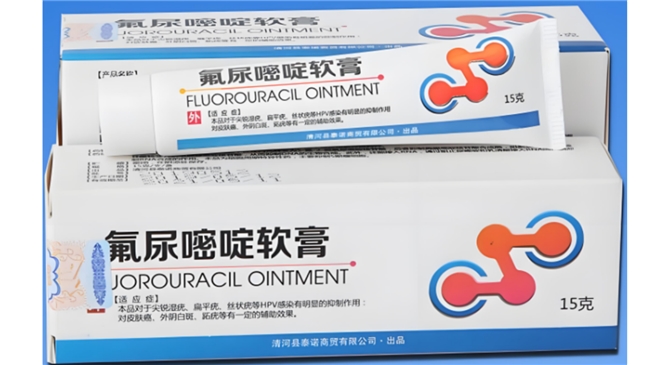 氟尿嘧啶软膏
FLUOROURACIL OINTMENT
外
【适应症】
本品对于尖锐湿疣、扁平疣、丝状疣等HPV感染有明显的抑制作用
对皮肤癌、外阴白斑、跖疣等有一定的辅助效果。
清河县泰诺商贸有限公司·出品
15克
【产品名称】
氟尿嘧啶软膏
UOROURACIL OINTMENT
【适应症】
本品对于尖锐湿疣、扁平疣、丝状疣等HPV感染有明显的抑制作用；
对皮肤癌、外阴白斑、跖疣等有一定的辅助效果。
15克
清河县泰诺商贸有限公司·出品